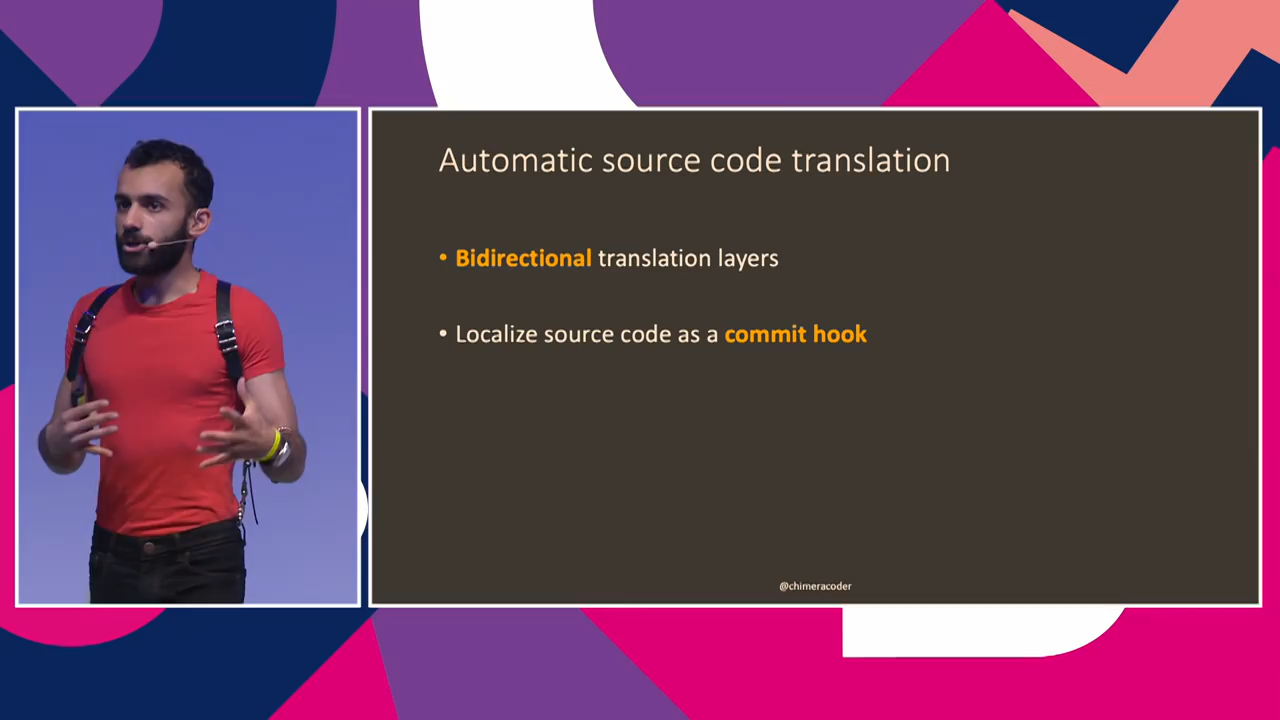 Automatic source code translation
• Bidirectional translation layers
• Localize source code as a commit hook
@chimeracoder